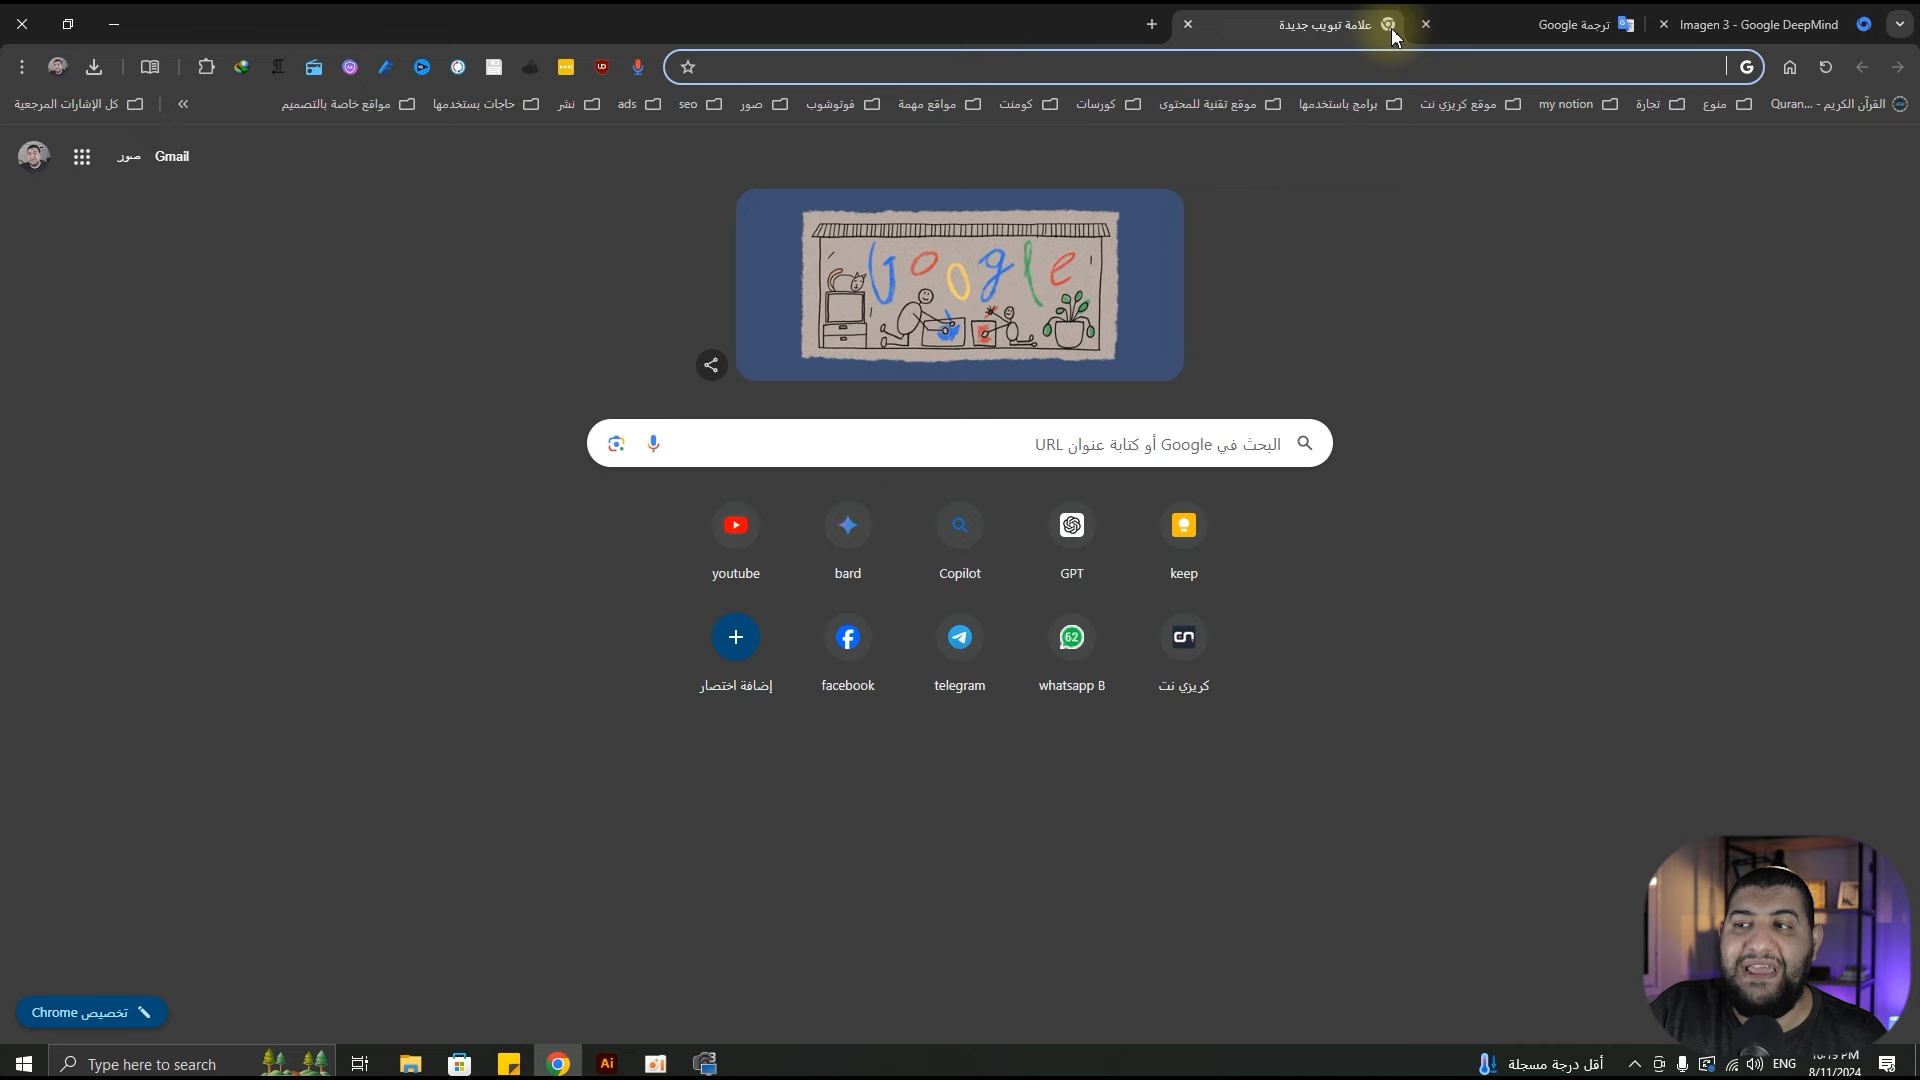 Imagen 3 - Google DeepMind
ترجمة Google
علامة تبويب جديدة
القرآن الكريم - ...Quran
منوع
تجارة
my notion
موقع كريزي نت
برامج باستخدمها
موقع تقنية للمحتوى
كورسات
كومنت
مواقع مهمة
فوتوشوب
صور
seo
ads
نشر
حاجات بستخدمها
مواقع خاصة بالتصميم
كل الإشارات المرجعية
Gmail
صور
Google
البحث في Google أو كتابة عنوان URL
keep
GPT
Copilot
bard
youtube
كريزي نت
62
whatsapp B
telegram
facebook
إضافة اختصار
تخصيص Chrome
Type here to search
Ai
أقل درجة مسجلة
ENG
8/11/2024